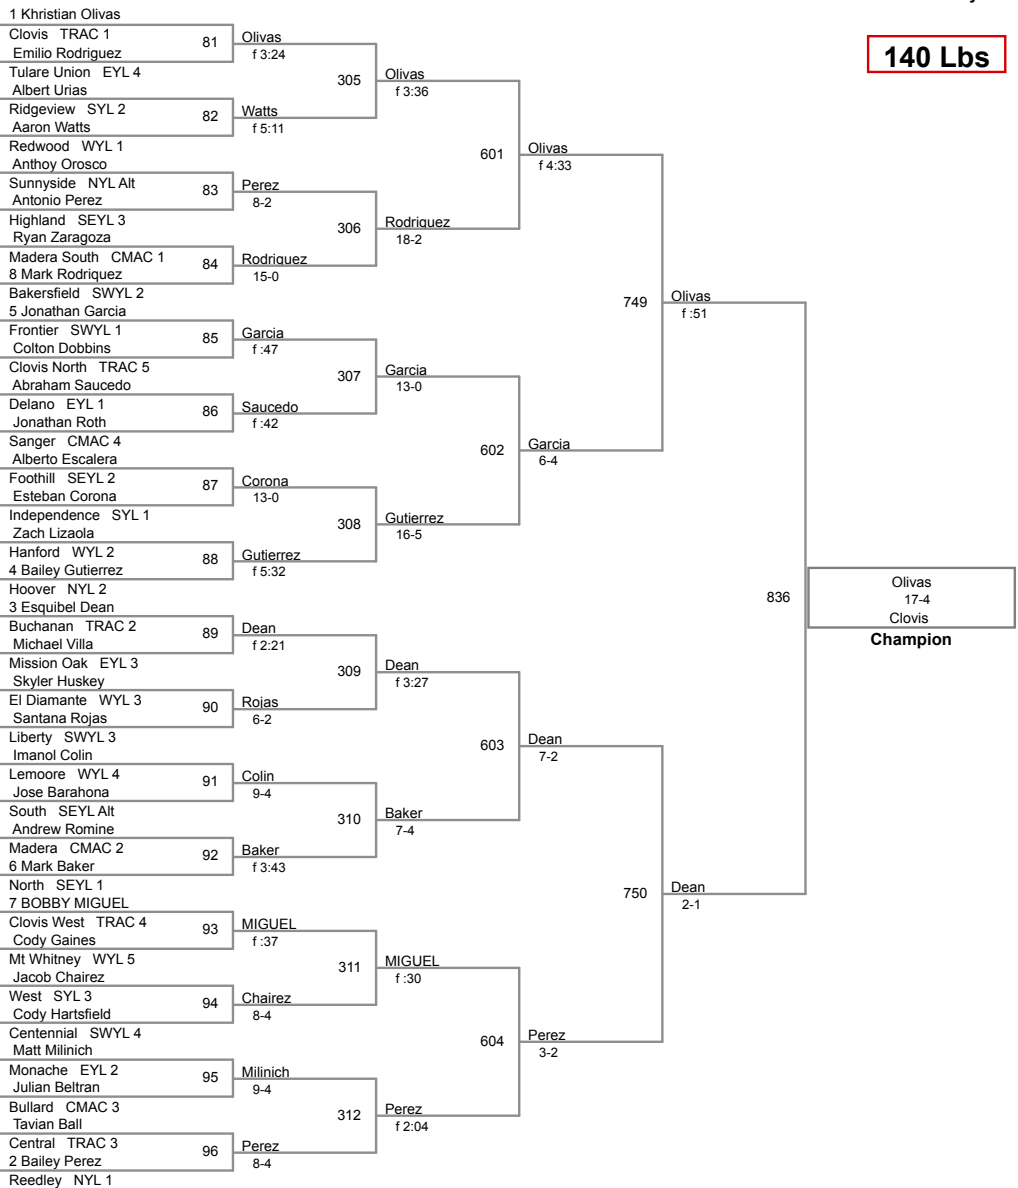 1 Khristian Olivas
Clovis TRAC 1
Emilio Rodriguez
Tulare Union EYL 4
Albert Urias
Ridgeview SYL 2
Aaron Watts
Redwood WYL 1
Anthoy Orosco
Sunnyside NYL Alt
Antonio Perez
Highland SEYL 3
Ryan Zaragoza
Madera South CMAC 1
8 Mark Rodriquez
Bakersfield SWYL 2
5 Jonathan Garcia
Frontier SWYL 1
Colton Dobbins
Clovis North TRAC 5
Abraham Saucedo
Delano EYL 1
Jonathan Roth
Sanger CMAC 4
Alberto Escalera
Foothill SEYL 2
Esteban Corona
Independence SYL 1
Zach Lizaola
Hanford WYL 2
4 Bailey Gutierrez
Hoover NYL 2
3 Esquibel Dean
Buchanan TRAC 2
Michael Villa
Mission Oak EYL 3
Skyler Huskey
El Diamante WYL 3
Santana Rojas
Liberty SWYL 3
Imanol Colin
Lemoore WYL 4
Jose Barahona
South SEYL Alt
Andrew Romine
Madera CMAC 2
6 Mark Baker
North SEYL 1
7 BOBBY MIGUEL
Clovis West TRAC 4
Cody Gaines
Mt Whitney WYL 5
Jacob Chairez
West SYL 3
Cody Hartsfield
Centennial SWYL 4
Matt Milinich
Monache EYL 2
Julian Beltran
Bullard CMAC 3
Tavian Ball
Central TRAC 3
2 Bailey Perez
Reedley NYL 1
81
82
83
84
85
86
87
88
89
90
91
92
93
94
95
96
Olivas
f 3:24
Watts
f 5:11
Perez
8-2
Rodriquez
15-0
Garcia
f :47
Saucedo
f :42
Corona
13-0
Gutierrez
f 5:32
Dean
f 2:21
Rojas
6-2
Colin
9-4
Baker
f 3:43
MIGUEL
f :37
Chairez
8-4
Milinich
9-4
Perez
8-4
305
306
307
308
309
310
311
312
Olivas
f 3:36
Rodriquez
18-2
Garcia
13-0
Gutierrez
16-5
Dean
f 3:27
Baker
7-4
MIGUEL
f :30
Perez
f 2:04
601
602
603
604
Olivas
f 4:33
Garcia
6-4
Dean
7-2
Perez
3-2
749
750
Olivas
f :51
Dean
2-1
836
Olivas
17-4
Clovis
Champion
140 Lbs